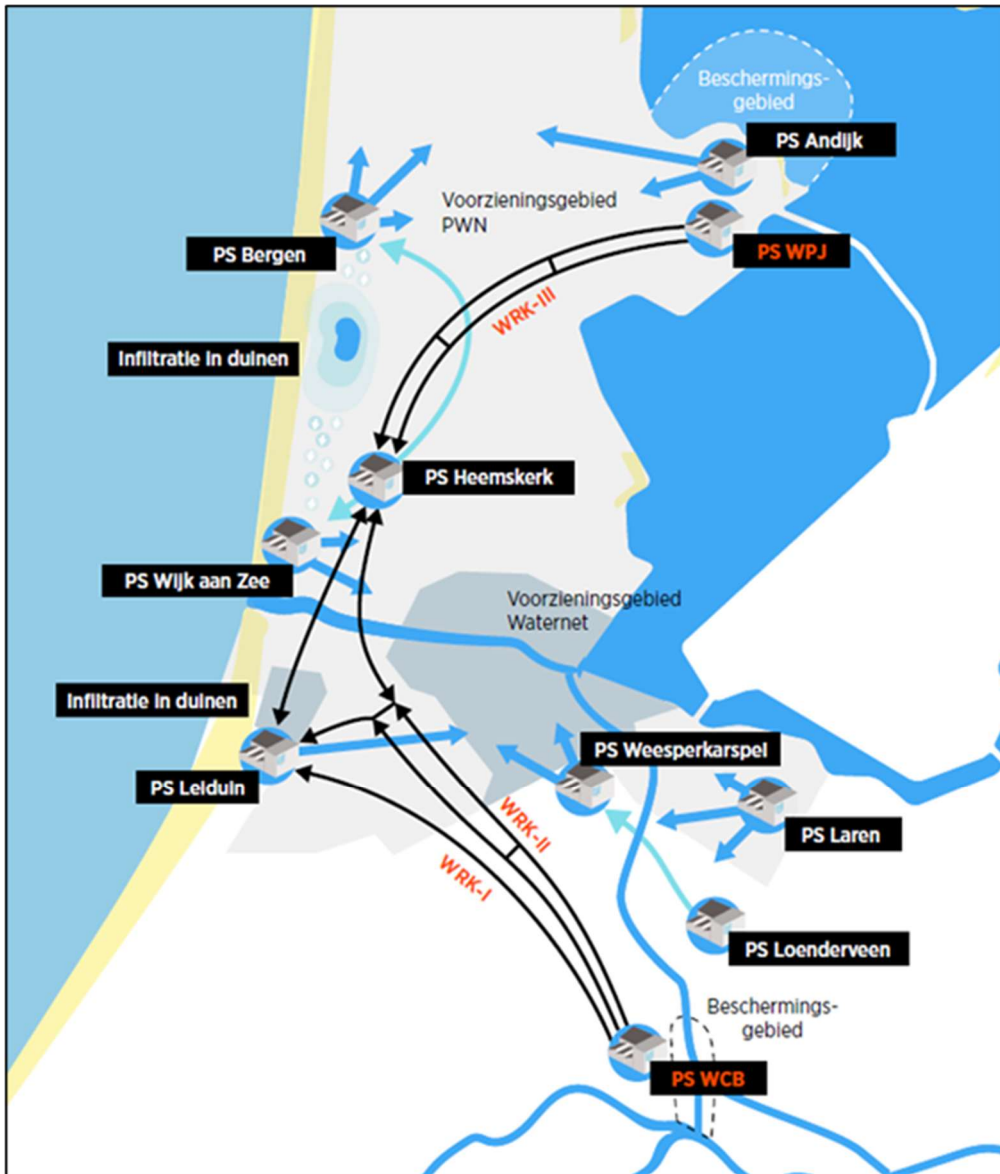 Beschermings-
gebied
PS Andijk
Voorzieningsgebied
PWN
PS Bergen
PS WPJ
WRK-III
Infiltratie in duinen
PS Heemskerk
PS Wijk aan Zee
Voorzieningsgebied
Waternet
Infiltratie in duinen
PS Weesperkarspel
PS Leiduin
WRK-II
PS Laren
WRK-I
PS Loenderveen
Beschermings-
gebied
PS WCB